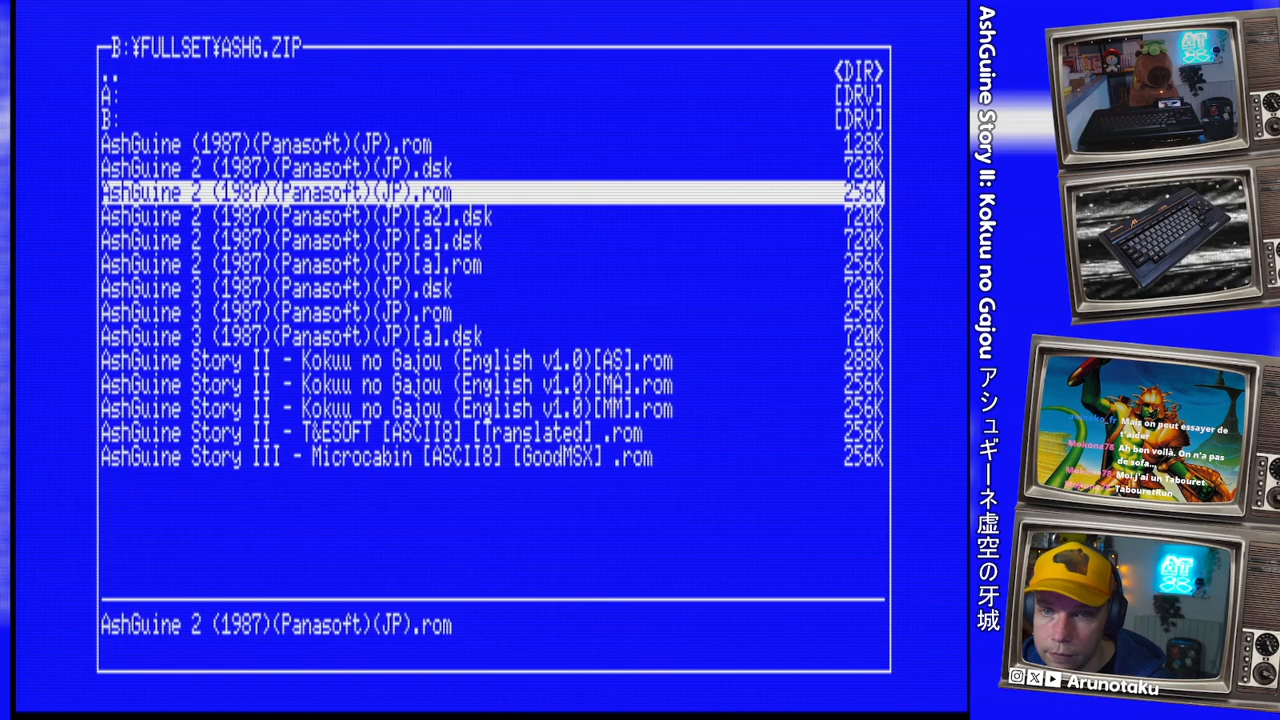 B:¥FULLSET¥ASHG.ZIP
.. <DIR>
A: [DRV]
B: [DRV]
AshGuine (1987)(Panasoft)(JP).rom 128K
AshGuine 2 (1987)(Panasoft)(JP).dsk 720K
AshGuine 2 (1987)(Panasoft)(JP).rom 256K
AshGuine 2 (1987)(Panasoft)(JP)[a2].dsk 720K
AshGuine 2 (1987)(Panasoft)(JP)[a].dsk 720K
AshGuine 2 (1987)(Panasoft)(JP)[a].rom 256K
AshGuine 3 (1987)(Panasoft)(JP).dsk 720K
AshGuine 3 (1987)(Panasoft)(JP).rom 256K
AshGuine 3 (1987)(Panasoft)(JP)[a].dsk 720K
AshGuine Story II - Kokuu no Gajou (English v1.0)[AS].rom 288K
AshGuine Story II - Kokuu no Gajou (English v1.0)[MA].rom 256K
AshGuine Story II - Kokuu no Gajou (English v1.0)[MM].rom 256K
AshGuine Story II - T&ESOFT [ASCII8] [Translated] .rom 256K
AshGuine Story III - Microcabin [ASCII8] [GoodMSX] .rom 256K
AshGuine 2 (1987)(Panasoft)(JP).rom
AshGuine Story II: Kokuu no Gajou アシュギーネ虚空の牙城
Mais on peut essayer de
t'aider
Mokona78 Ah ben voilà. On n'a pas
de sofa...
Moi j'ai un Tabouret
TabouretRun
Arunotaku